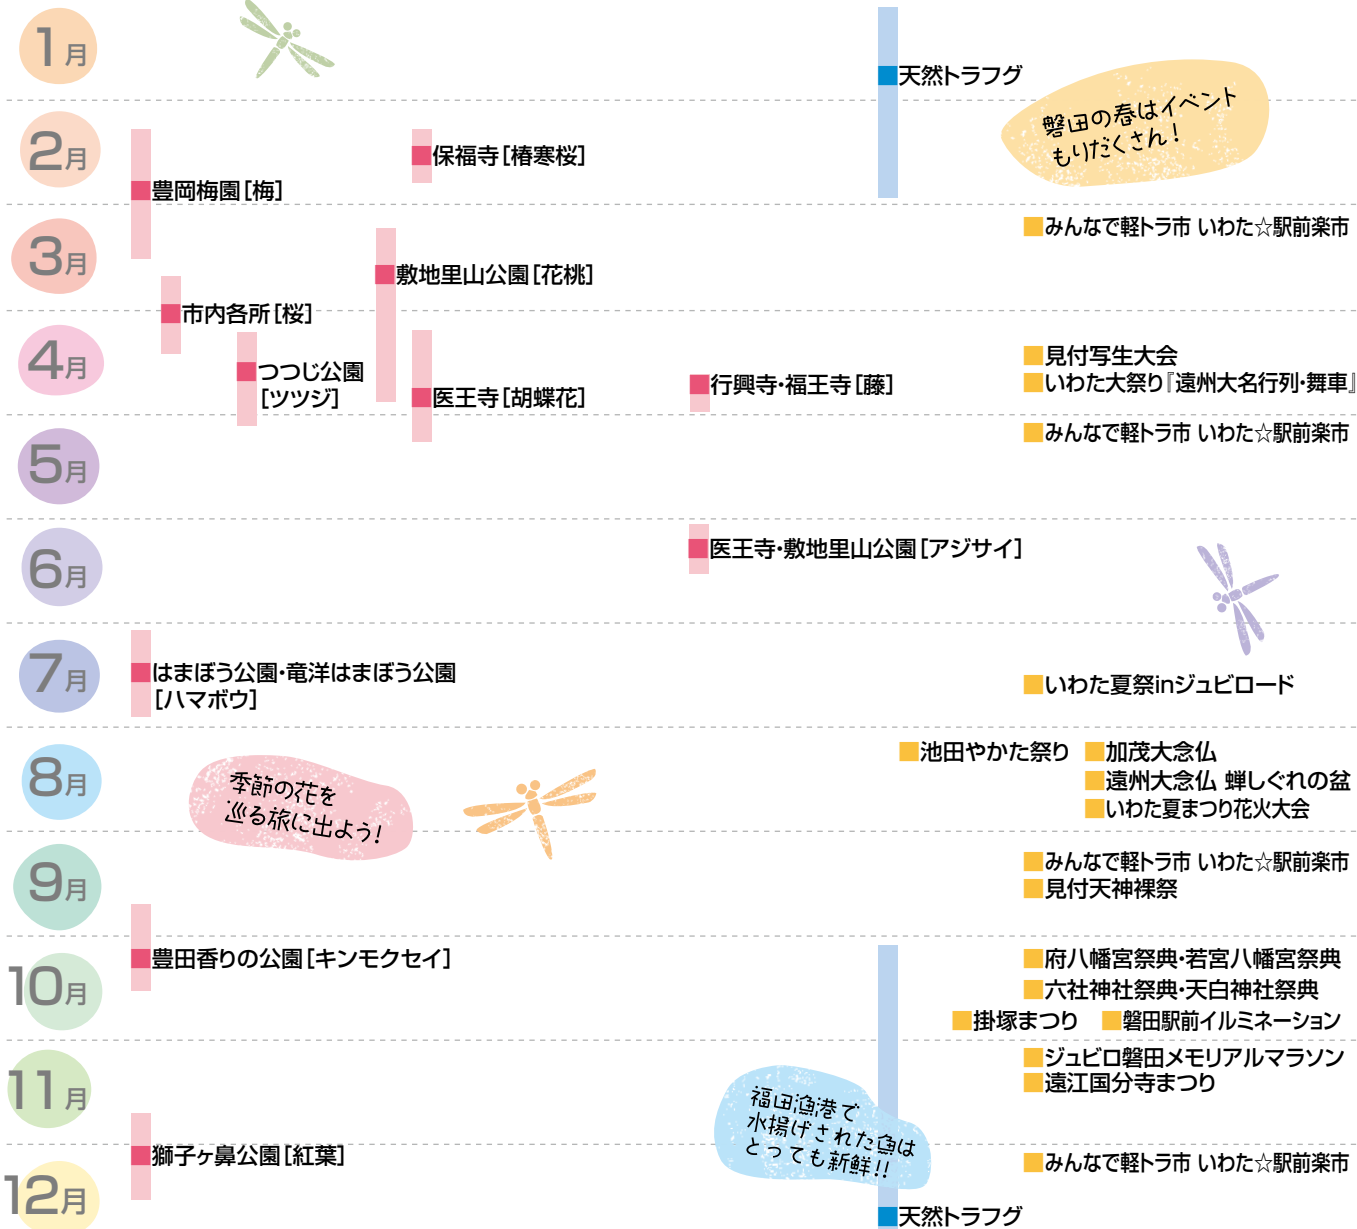 1月
天然トラフグ
磐田の春はイベント
もりだくさん！
2月
保福寺［椿寒桜］
豊岡梅園［梅］
3月
みんなで軽トラ市 いわた☆駅前楽市
敷地里山公園［花桃］
市内各所［桜］
4月
つつじ公園
［ツツジ］
医王寺［胡蝶花］
行興寺・福王寺［藤］
見付写生大会
いわた大祭り『遠州大名行列・舞車』
5月
みんなで軽トラ市 いわた☆駅前楽市
6月
医王寺・敷地里山公園［アジサイ］
7月
はまぼう公園・竜洋はまぼう公園
［ハマボウ］
いわた夏祭inジュビロード
8月
季節の花を
巡る旅に出よう！
池田やかた祭り
加茂大念仏
遠州大念仏 蝉しぐれの盆
いわた夏まつり花火大会
9月
みんなで軽トラ市 いわた☆駅前楽市
見付天神裸祭
豊田香りの公園［キンモクセイ］
10月
府八幡宮祭典・若宮八幡宮祭典
六社神社祭典・天白神社祭典
掛塚まつり
磐田駅前イルミネーション
11月
ジュビロ磐田メモリアルマラソン
遠江国分寺まつり
福田漁港で
水揚げされた魚は
とっても新鮮!!
獅子ヶ鼻公園［紅葉］
12月
みんなで軽トラ市 いわた☆駅前楽市
天然トラフグ